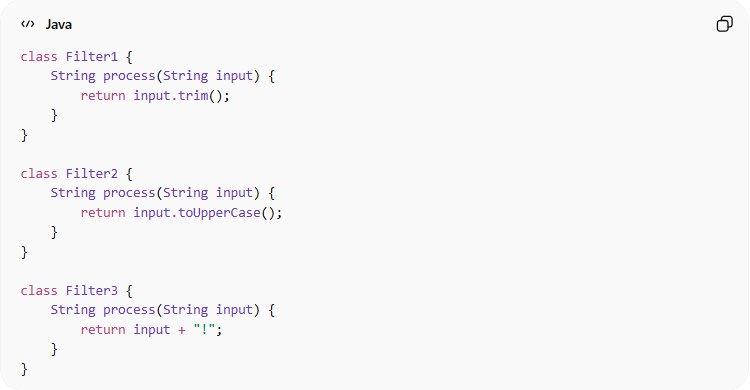 </> Java
class Filter1 {
    String process(String input) {
        return input.trim();
    }
}

class Filter2 {
    String process(String input) {
        return input.toUpperCase();
    }
}

class Filter3 {
    String process(String input) {
        return input + "!";
    }
}